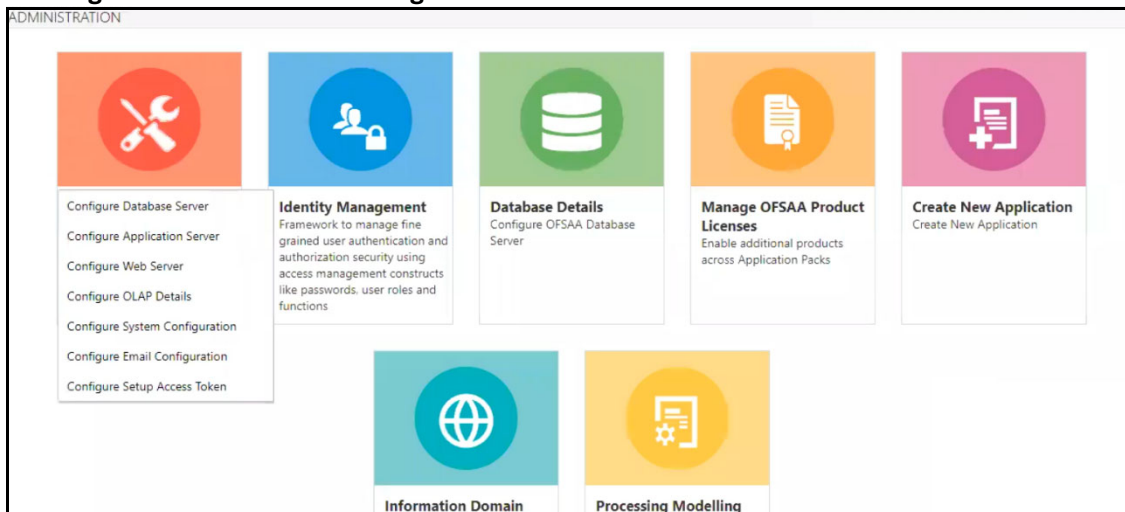 ADMINISTRATION
Configure Database Server
Configure Application Server
Configure Web Server
Configure OLAP Details
Configure System Configuration
Configure Email Configuration
Configure Setup Access Token
Identity Management
Framework to manage fine
grained user authentication and
authorization security using
access management constructs
like passwords, user roles and
functions
Database Details
Configure OFSAA Database
Server
Manage OFSAA Product
Licenses
Enable additional products
across Application Packs
Create New Application
Create New Application
Information Domain
Processing Modelling